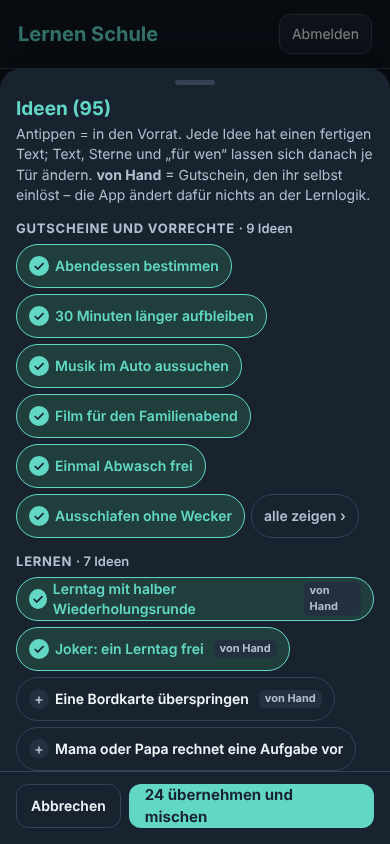 Lernen Schule
Abmelden
Ideen (95)
Antippen = in den Vorrat. Jede Idee hat einen fertigen
Text; Text, Sterne und „für wen“ lassen sich danach je
Tür ändern. von Hand = Gutschein, den ihr selbst
einlöst – die App ändert dafür nichts an der Lernlogik.
GUTSCHEINE UND VORRECHTE · 9 Ideen
Abendessen bestimmen
30 Minuten länger aufbleiben
Musik im Auto aussuchen
Film für den Familienabend
Einmal Abwasch frei
Ausschlafen ohne Wecker
alle zeigen ›
LERNEN · 7 Ideen
Lerntag mit halber
Wiederholungsrunde
von
Hand
Joker: ein Lerntag frei
von Hand
+ Eine Bordkarte überspringen
von Hand
+ Mama oder Papa rechnet eine Aufgabe vor
Abbrechen
24 übernehmen und
mischen